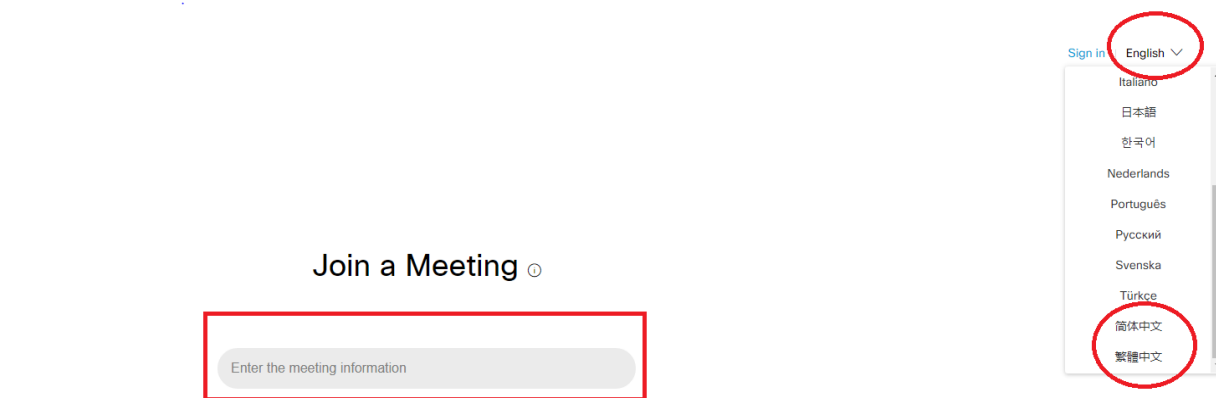 Sign in English
Italiano
日本語
한국어
Nederlands
Português
Русский
Svenska
Türkçe
简体中文
繁體中文
Join a Meeting
Enter the meeting information